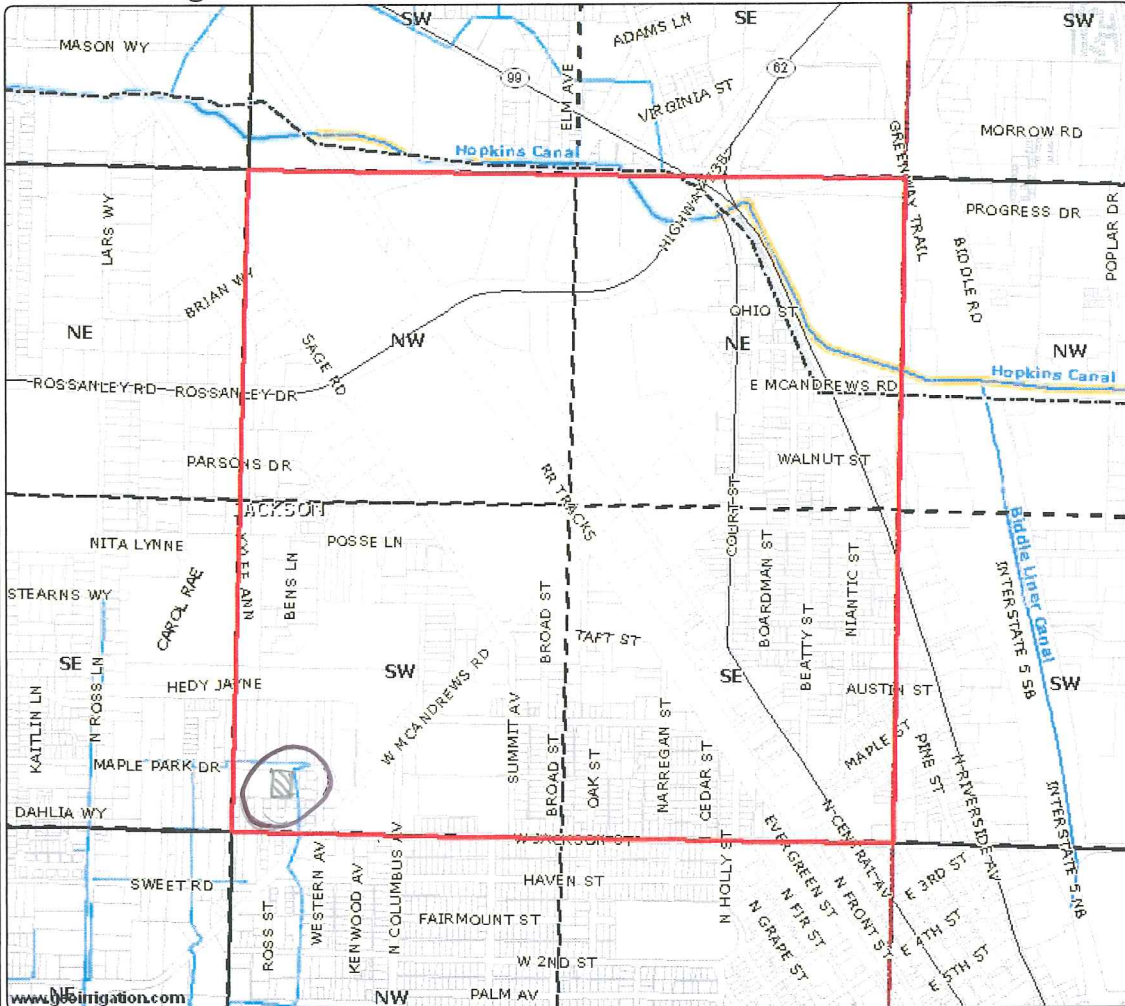 SW
SE
SW
MASON WY
ADAMS LN
99
62
ELM AVE
VIRGINIA ST
GREENWAY TRAIL
MORROW RD
Hopkins Canal
HIGHWAY 238
LARS WY
PROGRESS DR
POPLAR DR
BIDDLE RD
BRIAN WY
OHIO ST
NE
SAGE RD
NW
NE
NW
Hopkins Canal
ROSSANLEY RD
ROSSANLEY DR
E MCANDREWS RD
PARSONS DR
WALNUT ST
RR TRACKS
JACKSON
COURT ST
NITA LYNNE
POSSE LN
Biddle Liner Canal
INTERSTATE 5 SB
STEARNS WY
CAROL RAE
KYLEE ANN
BENS LN
BOARDMAN ST
BEATTY ST
NIANTIC ST
BROAD ST
TAFT ST
SE
SW
SE
SW
KAITLIN LN
N ROSS LN
HEDY JAYNE
W MCANDREWS RD
AUSTIN ST
SUMMIT AV
BROAD ST
OAK ST
NARREGAN ST
CEDAR ST
MAPLE ST
PINE ST
N RIVERSIDE AV
MAPLE PARK DR
DAHLIA WY
INTERSTATE 5 NB
W JACKSON ST
N HOLLY ST
EVERGREEN ST
N CENTRAL AV
SWEET RD
ROSS ST
WESTERN AV
KENWOOD AV
N COLUMBUS AV
HAVEN ST
N FIR ST
N FRONT ST
E 3RD ST
FAIRMOUNT ST
N GRAPE ST
E 4TH ST
W 2ND ST
E 5TH ST
www.gooirrigation.com
NE
NW
PALM AV